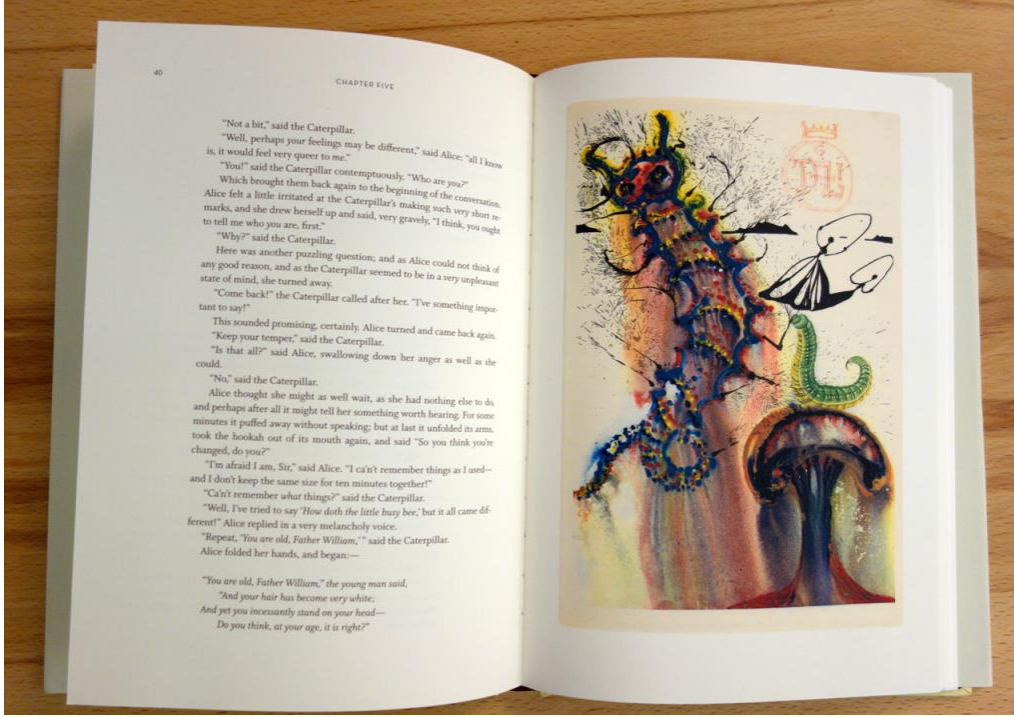 40
CHAPTER FIVE
“Not a bit,” said the Caterpillar.
“Well, perhaps your feelings may be different,” said Alice: “all I know
is, it would feel very queer to me.”
“You!” said the Caterpillar contemptuously. “Who are you?”
Which brought them back again to the beginning of the conversation.
Alice felt a little irritated at the Caterpillar’s making such very short re-
marks, and she drew herself up and said, very gravely, “I think, you ought
to tell me who you are, first.”
“Why?” said the Caterpillar.
Here was another puzzling question; and as Alice could not think of
any good reason, and as the Caterpillar seemed to be in a very unpleasant
state of mind, she turned away.
“Come back!” the Caterpillar called after her. “I’ve something impor-
tant to say!”
This sounded promising, certainly. Alice turned and came back again.
“Keep your temper,” said the Caterpillar.
“Is that all?” said Alice, swallowing down her anger as well as she
could.
“No,” said the Caterpillar.
Alice thought she might as well wait, as she had nothing else to do,
and perhaps after all it might tell her something worth hearing. For some
minutes it puffed away without speaking; but at last it unfolded its arms,
took the hookah out of its mouth again, and said “So you think you’re
changed, do you?”
“I’m afraid I am, Sir,” said Alice. “I ca’n’t remember things as I used—
and I don’t keep the same size for ten minutes together!”
“Ca’n’t remember what things?” said the Caterpillar.
“Well, I’ve tried to say ‘How doth the little busy bee,’ but it all came dif-
ferent!” Alice replied in a very melancholy voice.
“Repeat, ‘You are old, Father William,’” said the Caterpillar.
Alice folded her hands, and began:—
“You are old, Father William,” the young man said,
“And your hair has become very white;
And yet you incessantly stand on your head—
Do you think, at your age, it is right?”